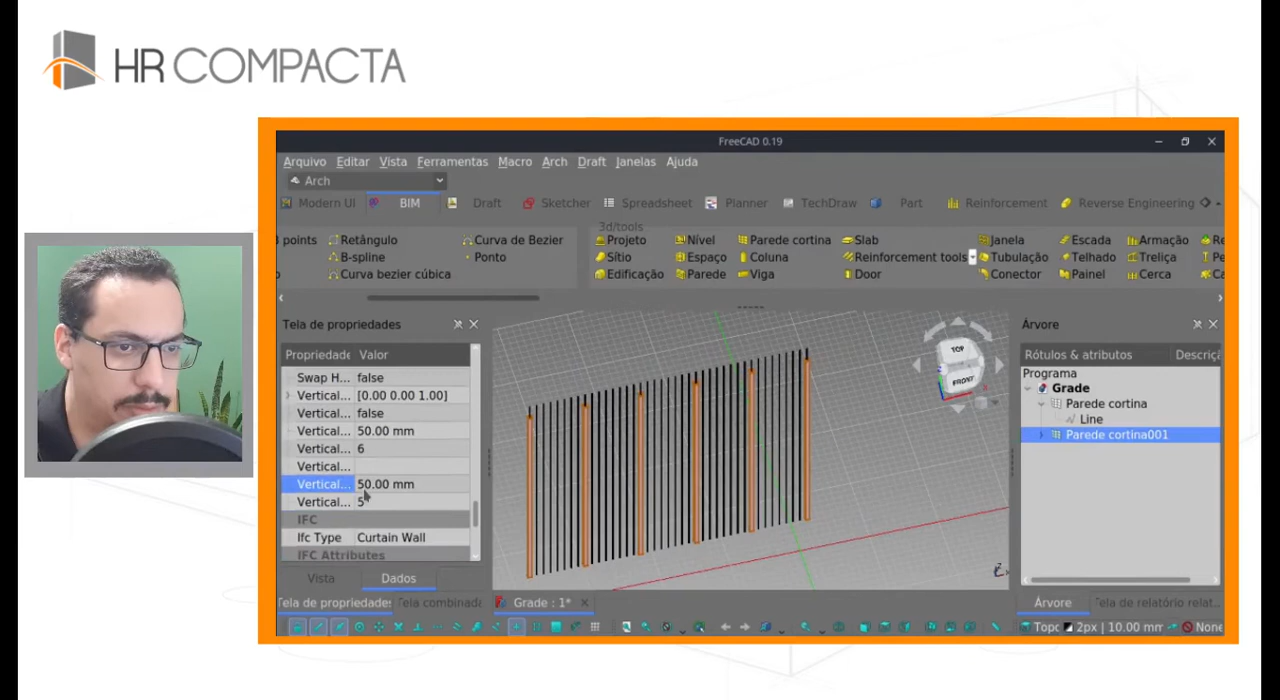 HR COMPACTA
FreeCAD 0.19
Arquivo Editar Vista Ferramentas Macro Arch Draft Janelas Ajuda
Arch
Modern UI BIM Draft Sketcher Spreadsheet Planner TechDraw Part Reinforcement Reverse Engineering
3d/tools
points Retângulo Curva de Bezier Projeto Nível Parede cortina Slab Janela Escada Armação
B-spline Ponto Sítio Espaço Coluna Reinforcement tools Tubulação Telhado Treliça
Curva bezier cúbica Edificação Parede Viga Door Conector Painel Cerca
Tela de propriedades
Propriedade Valor
Swap H... false
Vertical... [0.00 0.00 1.00]
Vertical... false
Vertical... 50.00 mm
Vertical... 6
Vertical...
Vertical... 50.00 mm
Vertical... 5
IFC
Ifc Type Curtain Wall
IFC Attributes
Vista Dados
TOP
FRONT
Árvore
Rótulos & atributos Descriçã
Programa
Grade
Parede cortina
Line
Parede cortina001
Tela de propriedades Tela combinada Grade : 1* Árvore Tela de relatório relat...
Topo 2px | 10.00 mm None